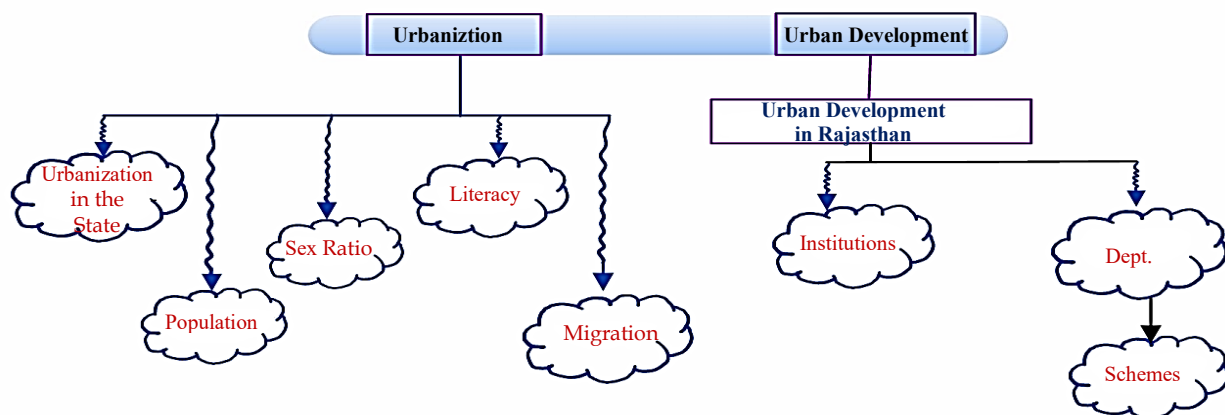 Urbaniztion
Urban Development
Urban Development
in Rajasthan
Urbanization
in the
State
Population
Sex Ratio
Literacy
Migration
Institutions
Dept.
Schemes